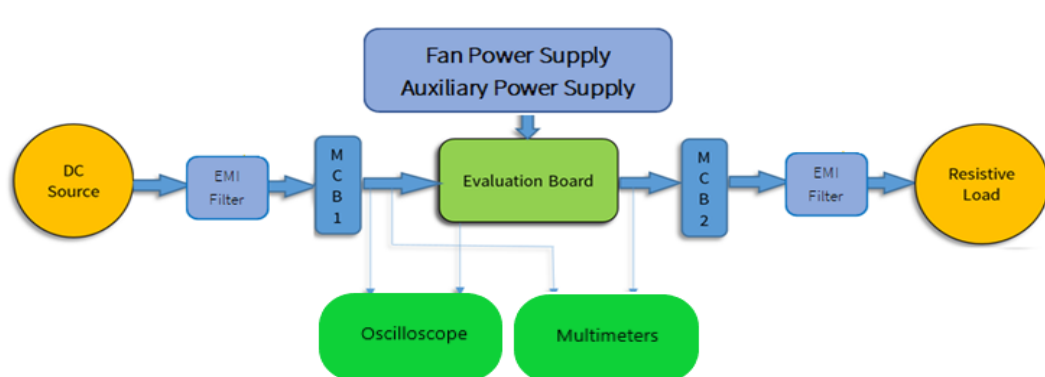 Fan Power Supply
Auxiliary Power Supply
DC
Source
EMI
Filter
M
C
B
1
Evaluation Board
M
C
B
2
EMI
Filter
Resistive
Load
Oscilloscope
Multimeters